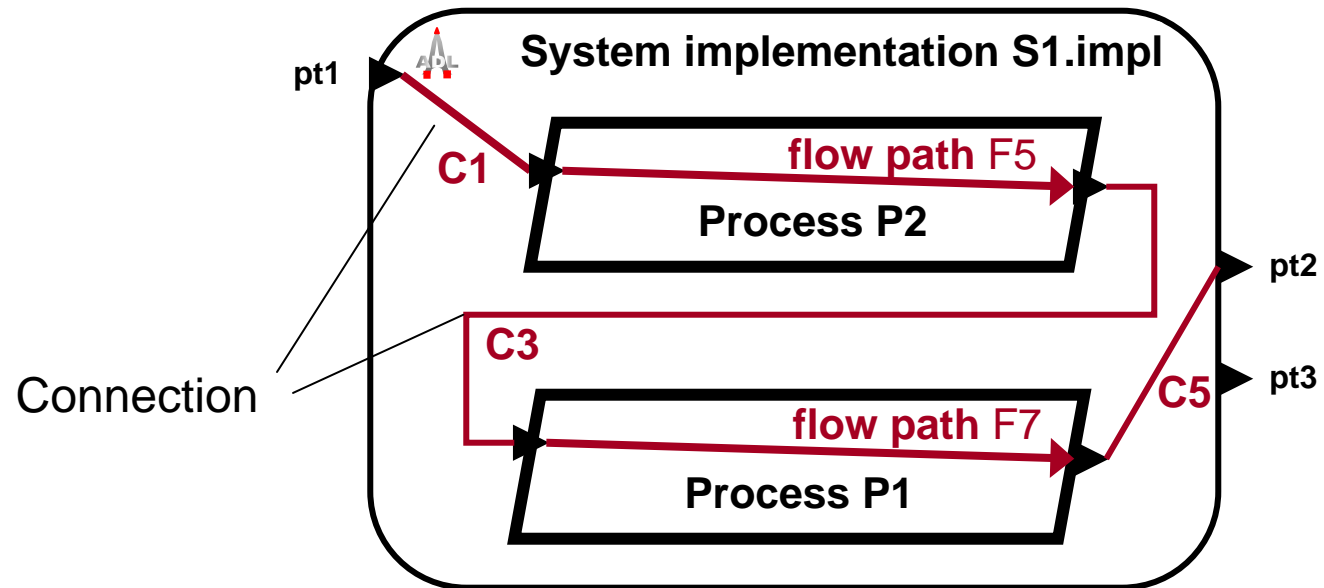 System implementation S1.impl
ADL
pt1
flow path F5
C1
Process P2
pt2
C3
pt3
Connection
C5
flow path F7
Process P1